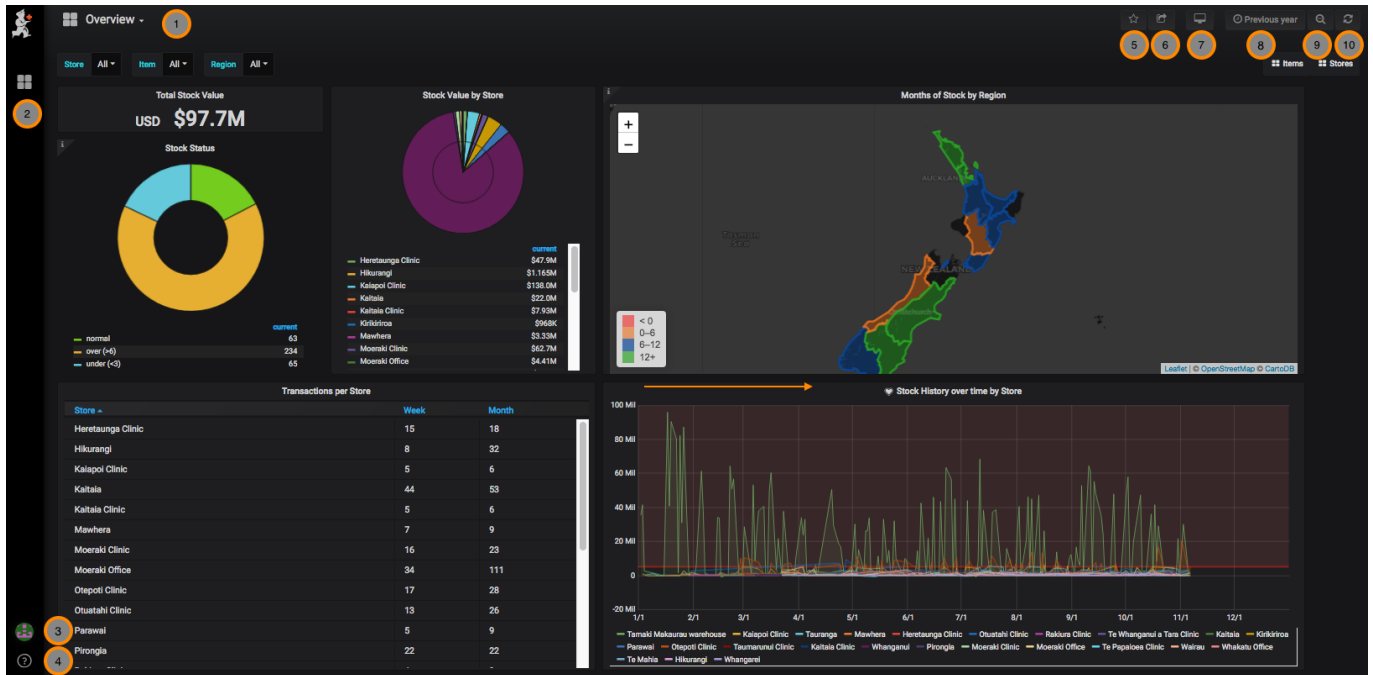 Overview
1
5
6
7
Previous year
8
9
10
Store All Item All Region All
Items Stores
2
Total Stock Value
USD $97.7M
Stock Status
current
normal 63
over (>6) 234
under (<3) 65
Stock Value by Store
current
Heretaunga Clinic $47.9M
Hikurangi $1.165M
Kaiapoi Clinic $138.0M
Kaitaia $22.0M
Kaitaia Clinic $7.93M
Kirikiriroa $968K
Mawhera $3.33M
Moeraki Clinic $62.7M
Moeraki Office $4.41M
i
i
Months of Stock by Region
+
−
AUCKLAND
Tasman
Sea
NEW ZEALAND
< 0
0–6
6–12
12+
Leaflet | © OpenStreetMap © CartoDB
Transactions per Store
Store Week Month
Heretaunga Clinic 15 18
Hikurangi 8 32
Kaiapoi Clinic 5 6
Kaitaia 44 53
Kaitaia Clinic 5 6
Mawhera 7 9
Moeraki Clinic 16 23
Moeraki Office 34 111
Otepoti Clinic 17 28
Otuatahi Clinic 13 26
Parawai 5 9
Pirongia 22 22
3
4
?
Stock History over time by Store
100 Mil
80 Mil
60 Mil
40 Mil
20 Mil
0
-20 Mil
1/1 2/1 3/1 4/1 5/1 6/1 7/1 8/1 9/1 10/1 11/1 12/1
Tamaki Makaurau warehouse Kaiapoi Clinic Tauranga Mawhera Heretaunga Clinic Otuatahi Clinic Rakiura Clinic Te Whanganui a Tara Clinic Kaitaia Kirikiriroa
Parawai Otepoti Clinic Taumarunui Clinic Kaitaia Clinic Whanganui Pirongia Moeraki Clinic Moeraki Office Te Papaioea Clinic Wairau Whakatu Office
Te Mahia Hikurangi Whangarei